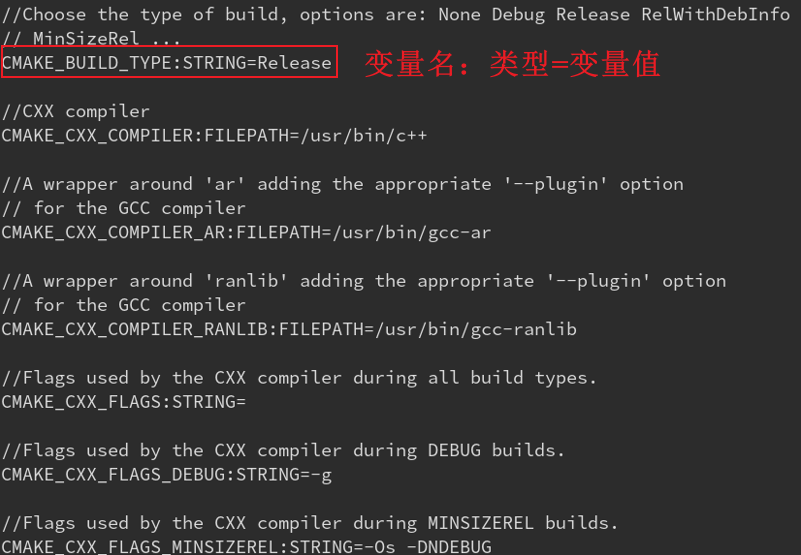 //Choose the type of build, options are: None Debug Release RelWithDebInfo
// MinSizeRel ...
CMAKE_BUILD_TYPE:STRING=Release
变量名：类型=变量值
//CXX compiler
CMAKE_CXX_COMPILER:FILEPATH=/usr/bin/c++
//A wrapper around 'ar' adding the appropriate '--plugin' option
// for the GCC compiler
CMAKE_CXX_COMPILER_AR:FILEPATH=/usr/bin/gcc-ar
//A wrapper around 'ranlib' adding the appropriate '--plugin' option
// for the GCC compiler
CMAKE_CXX_COMPILER_RANLIB:FILEPATH=/usr/bin/gcc-ranlib
//Flags used by the CXX compiler during all build types.
CMAKE_CXX_FLAGS:STRING=
//Flags used by the CXX compiler during DEBUG builds.
CMAKE_CXX_FLAGS_DEBUG:STRING=-g
//Flags used by the CXX compiler during MINSIZEREL builds.
CMAKE_CXX_FLAGS_MINSIZEREL:STRING=-Os -DNDEBUG